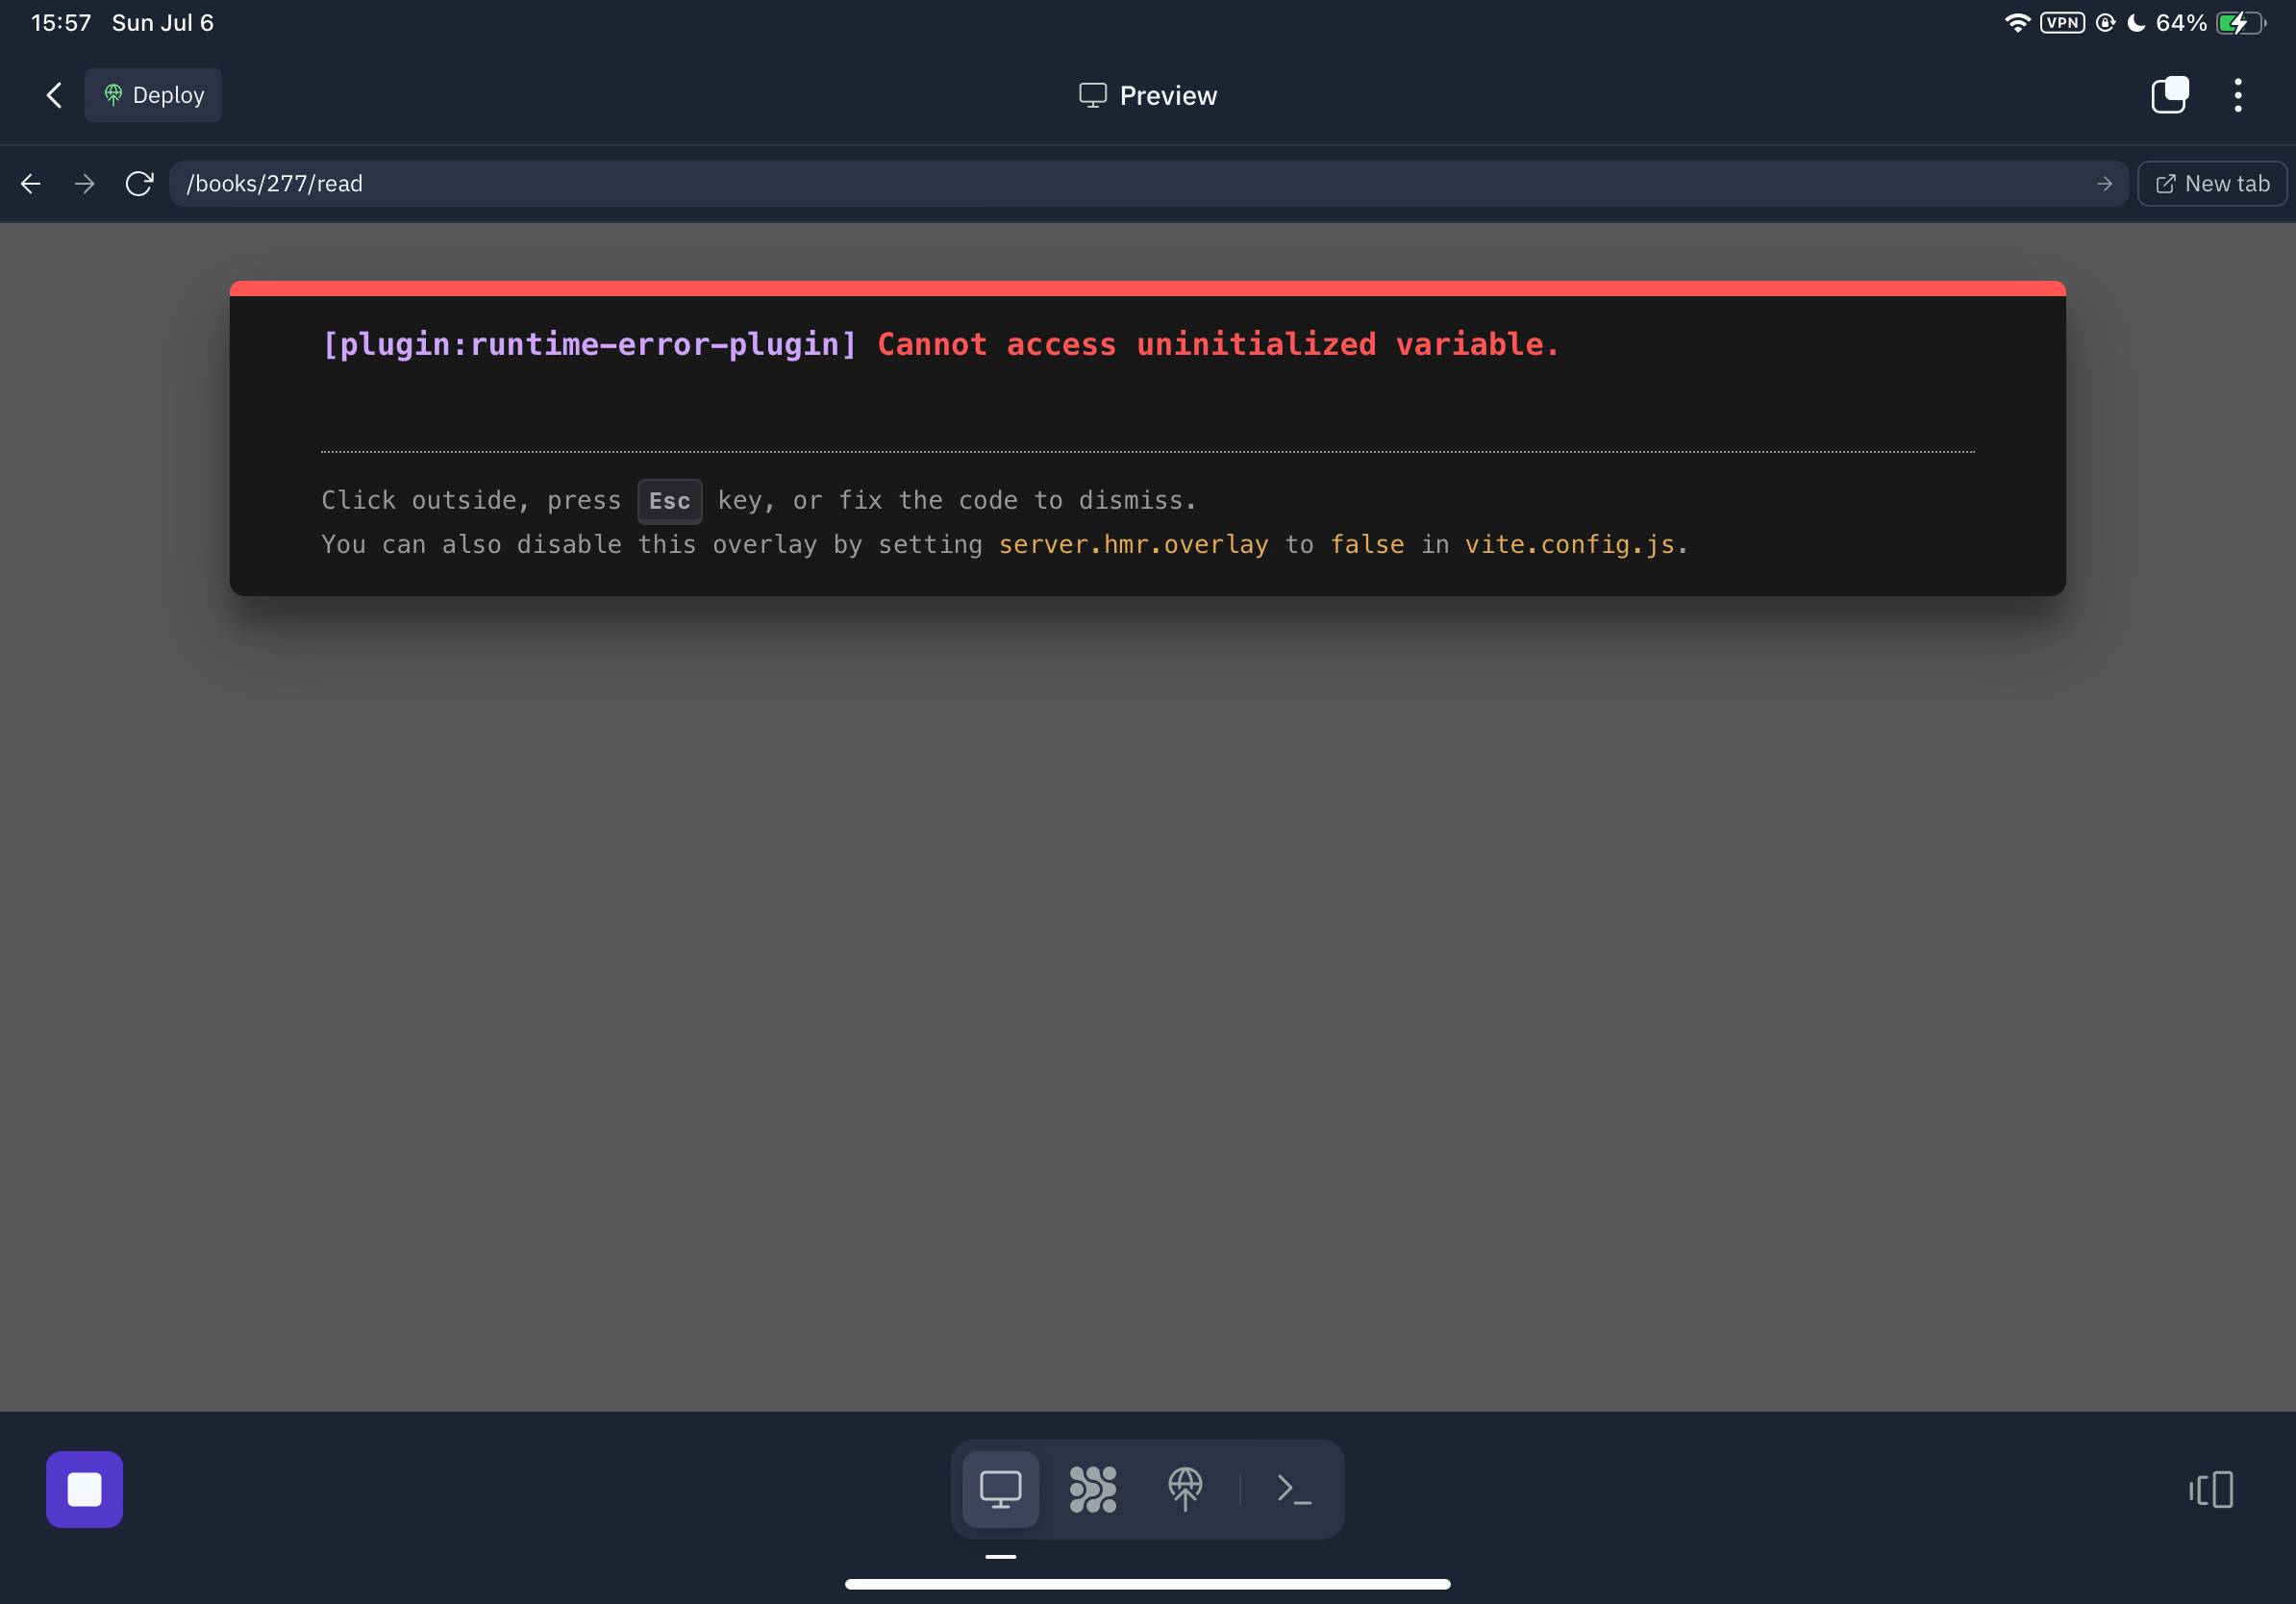 15:57 Sun Jul 6
VPN 64%
Deploy
Preview
/books/277/read
New tab
[plugin:runtime-error-plugin] Cannot access uninitialized variable.
Click outside, press Esc key, or fix the code to dismiss.
You can also disable this overlay by setting server.hmr.overlay to false in vite.config.js.